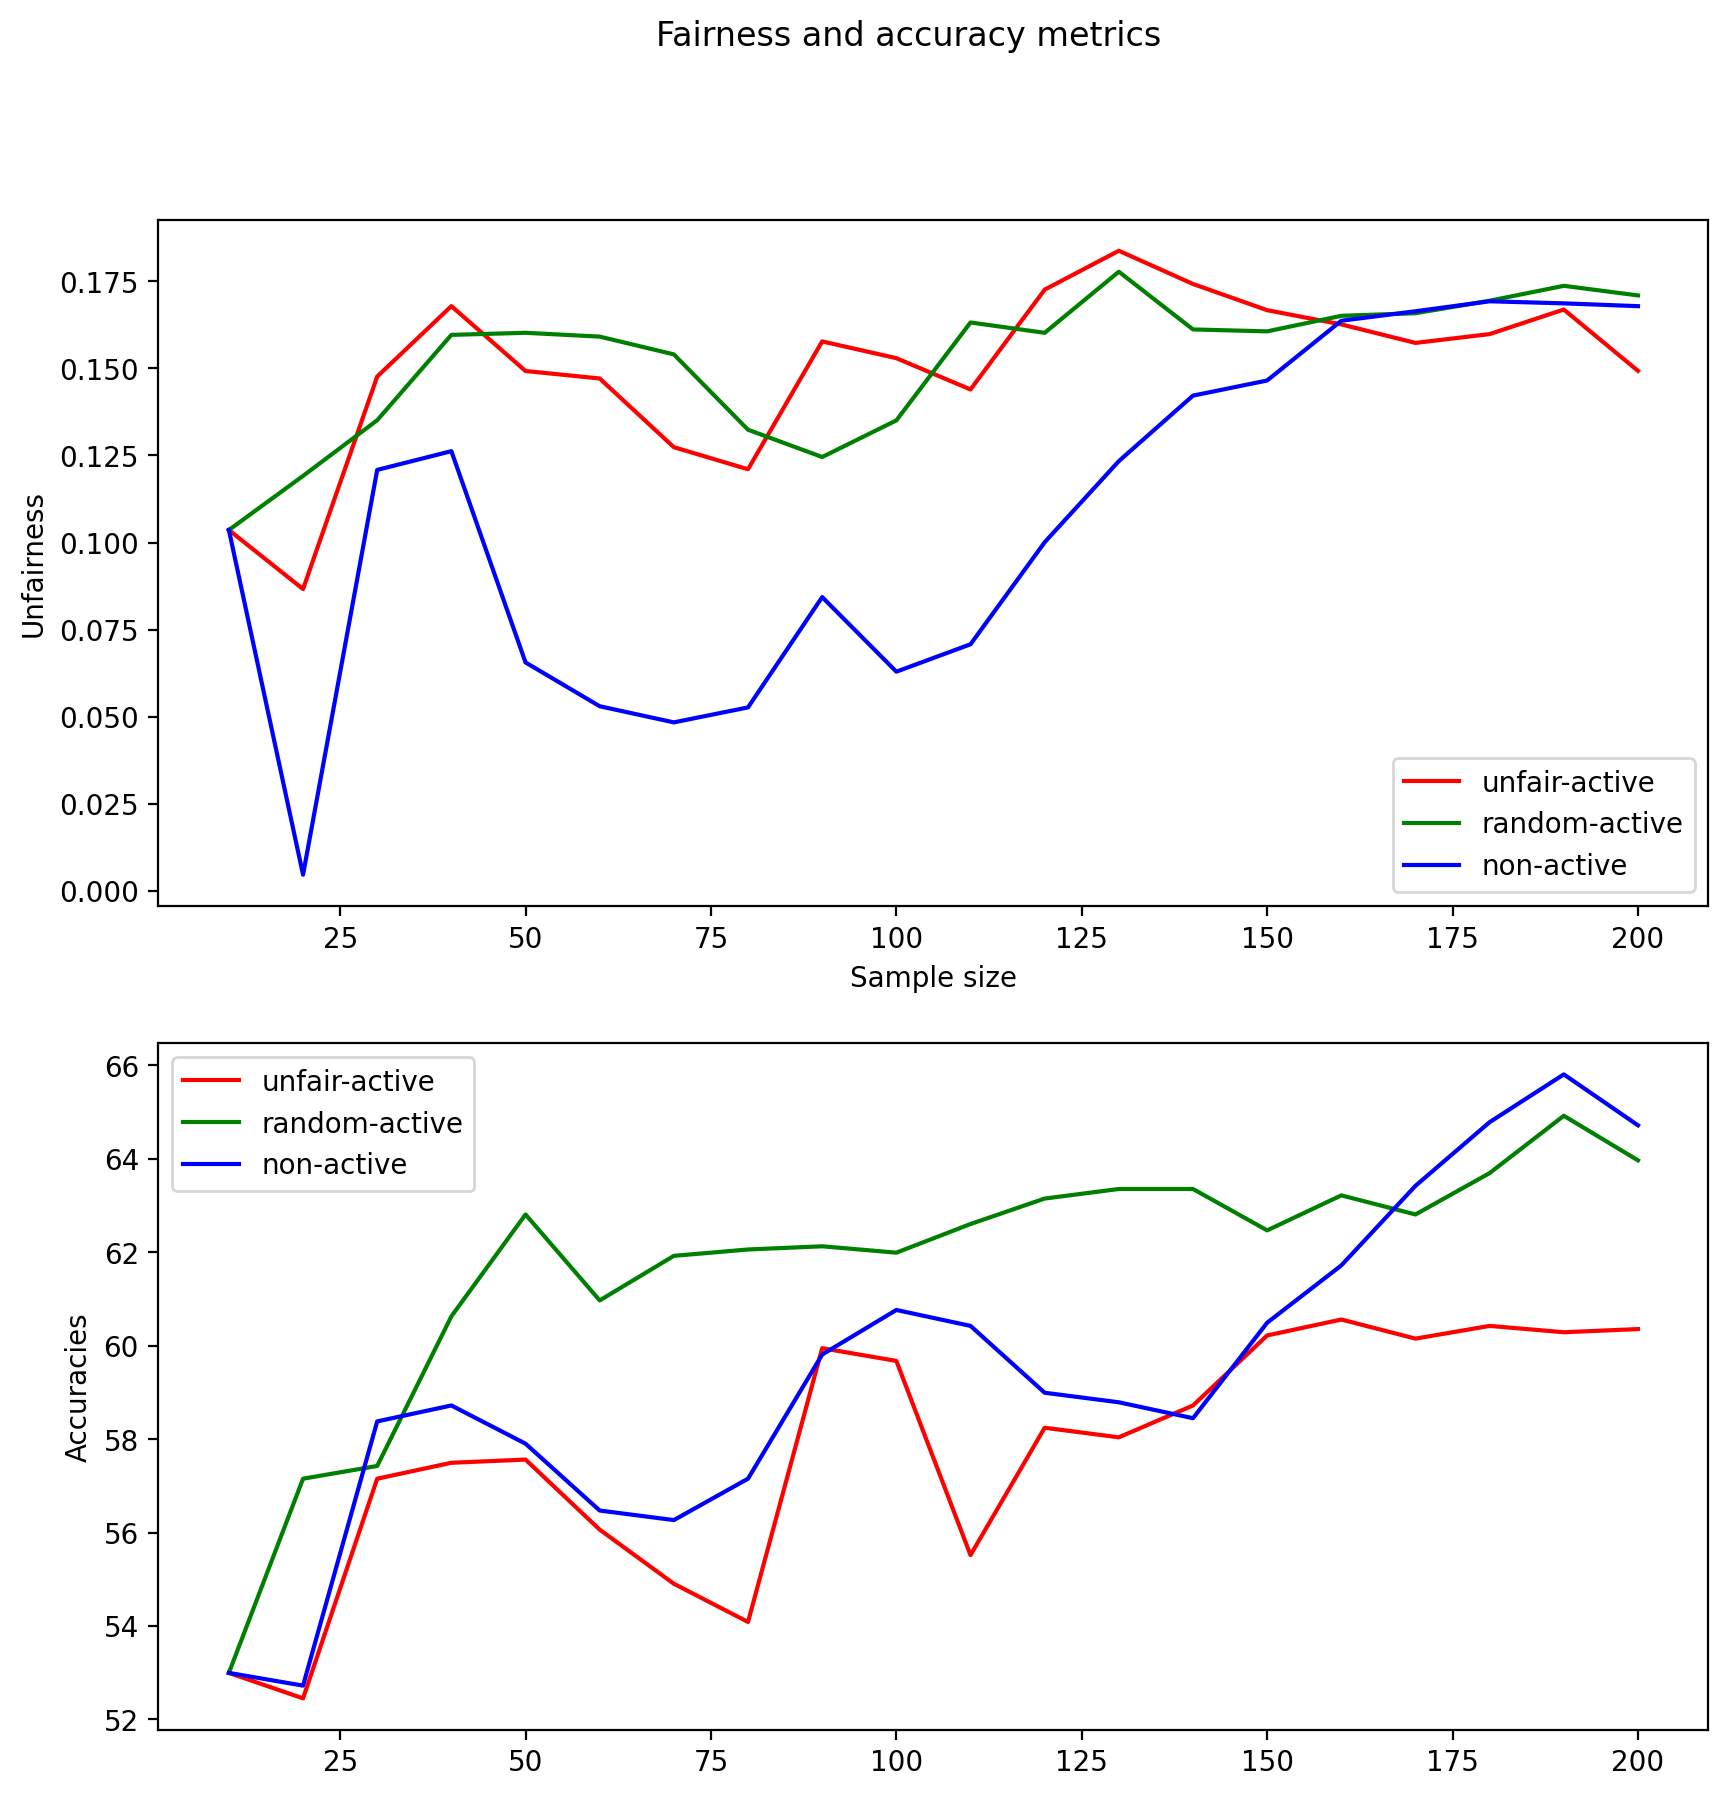 Fairness and accuracy metrics
0.175
0.150
0.125
0.100
0.075
0.050
0.025
0.000
Unfairness
unfair-active
random-active
non-active
25 50 75 100 125 150 175 200
Sample size
66
64
62
60
58
56
54
52
Accuracies
unfair-active
random-active
non-active
25 50 75 100 125 150 175 200